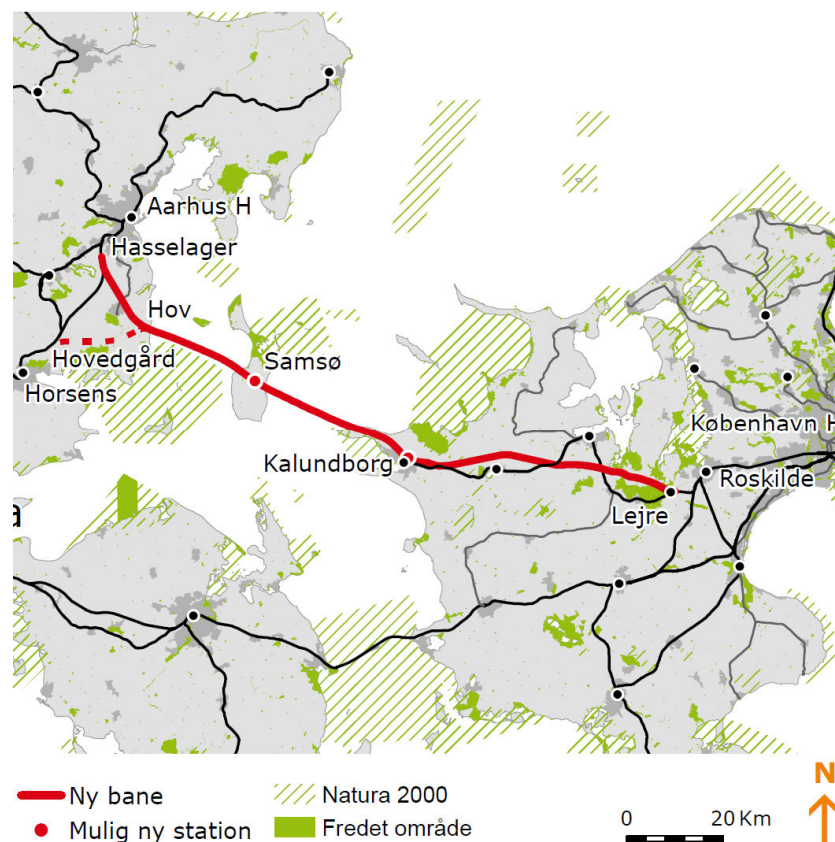 Aarhus H
Hasselager
Hov
Hovedgård
Samsø
Horsens
København H
Kalundborg
Roskilde
Lejre
a
Ny bane
Natura 2000
Mulig ny station
Fredet område
0 20 Km
N